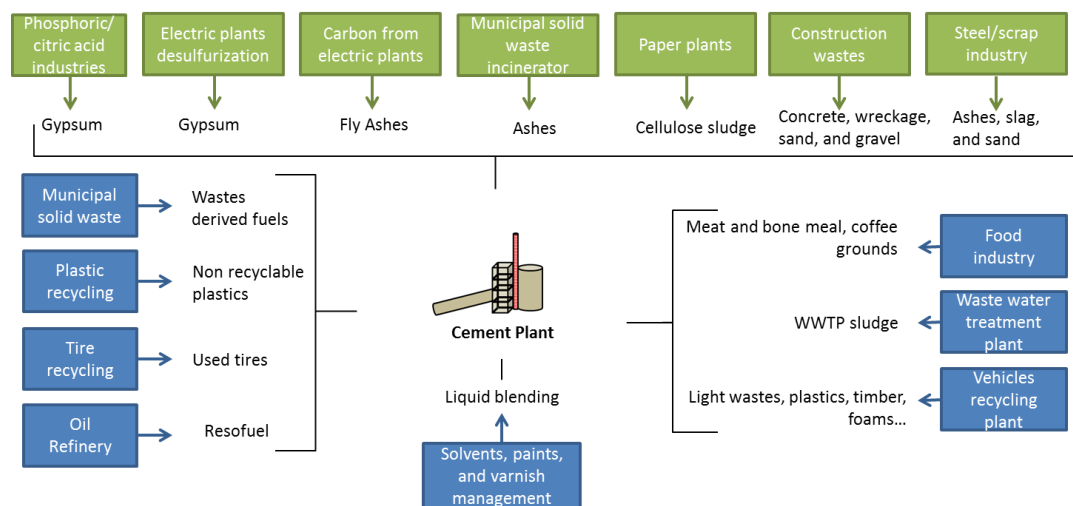 Phosphoric/
citric acid
industries
Electric plants
desulfurization
Carbon from
electric plants
Municipal solid
waste
incinerator
Paper plants
Construction
wastes
Steel/scrap
industry
Gypsum
Gypsum
Fly Ashes
Ashes
Cellulose sludge
Concrete, wreckage,
sand, and gravel
Ashes, slag,
and sand
Municipal
solid waste
Wastes
derived fuels
Plastic
recycling
Non recyclable
plastics
Tire
recycling
Used tires
Oil
Refinery
Resofuel
Cement Plant
Liquid blending
Solvents, paints,
and varnish
management
Meat and bone meal, coffee
grounds
Food
industry
WWTP sludge
Waste water
treatment
plant
Light wastes, plastics, timber,
foams...
Vehicles
recycling
plant